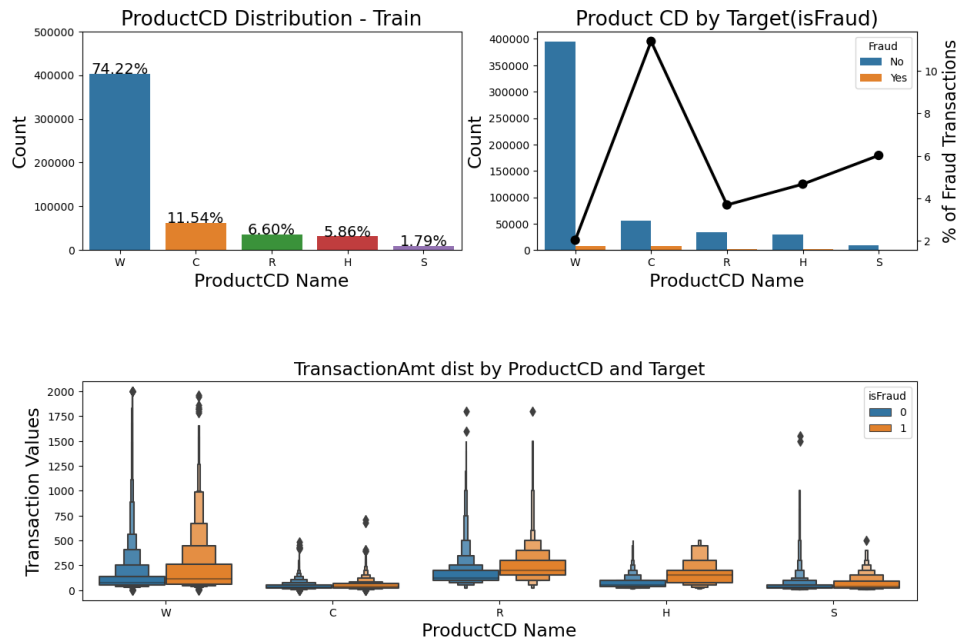 ProductCD Distribution - Train
500000
400000
300000
200000
100000
0
Count
74.22%
11.54%
6.60%
5.86%
1.79%
W C R H S
ProductCD Name
Product CD by Target(isFraud)
400000
350000
300000
250000
200000
150000
100000
50000
0
Count
Fraud
No
Yes
10
8
6
4
2
% of Fraud Transactions
W C R H S
ProductCD Name
TransactionAmt dist by ProductCD and Target
2000
1750
1500
1250
1000
750
500
250
0
Transaction Values
isFraud
0
1
W C R H S
ProductCD Name